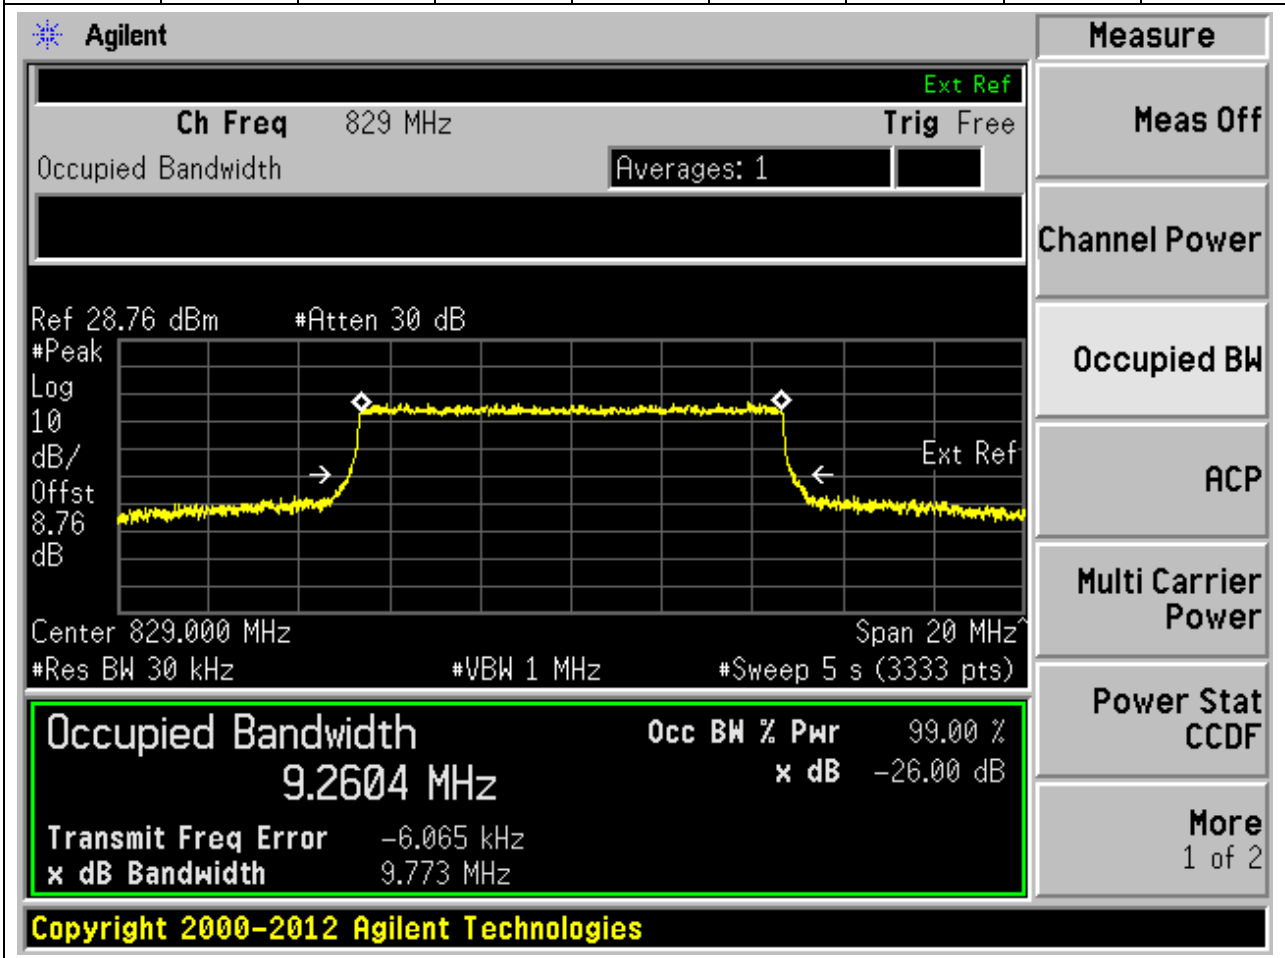 Agilent
Measure
Ext Ref
Ch Freq 829 MHz Trig Free
Occupied Bandwidth Averages: 1
Meas Off
Channel Power
Occupied BW
ACP
Multi Carrier
Power
Power Stat
CCDF
More
1 of 2
Ref 28.76 dBm #Atten 30 dB
#Peak
Log
10
dB/
Offst
8.76
dB
Ext Ref
Center 829.000 MHz Span 20 MHz^
#Res BW 30 kHz #VBW 1 MHz #Sweep 5 s (3333 pts)
Occupied Bandwidth Occ BW % Pwr 99.00 %
9.2604 MHz x dB -26.00 dB
Transmit Freq Error -6.065 kHz
x dB Bandwidth 9.773 MHz
Copyright 2000-2012 Agilent Technologies